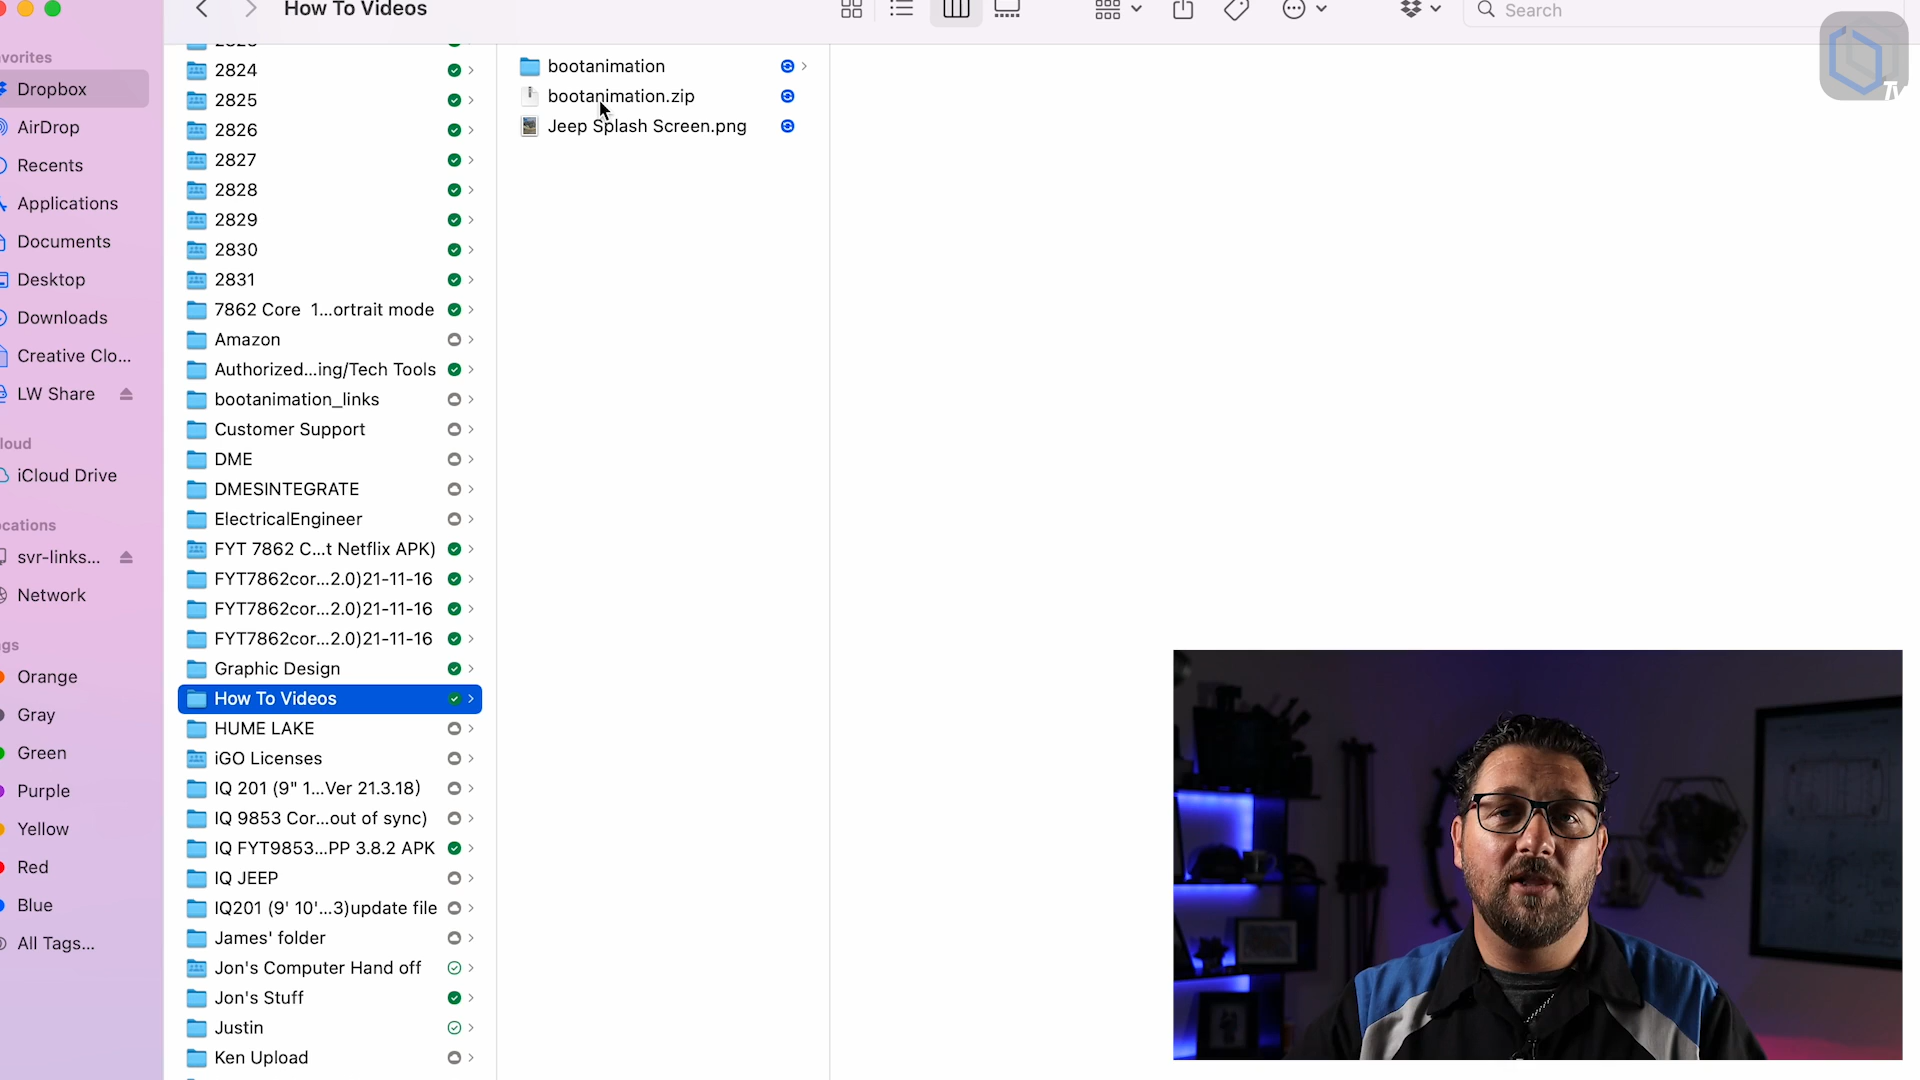 How To Videos
Search
Tv
vorites
Dropbox
AirDrop
Recents
Applications
Documents
Desktop
Downloads
Creative Clo...
LW Share
loud
iCloud Drive
ocations
svr-links...
Network
gs
Orange
Gray
Green
Purple
Yellow
Red
Blue
All Tags...
2824
2825
2826
2827
2828
2829
2830
2831
7862 Core 1...ortrait mode
Amazon
Authorized...ing/Tech Tools
bootanimation_links
Customer Support
DME
DMESINTEGRATE
ElectricalEngineer
FYT 7862 C...t Netflix APK)
FYT7862cor...2.0)21-11-16
FYT7862cor...2.0)21-11-16
FYT7862cor...2.0)21-11-16
Graphic Design
How To Videos
HUME LAKE
iGO Licenses
IQ 201 (9" 1...Ver 21.3.18)
IQ 9853 Cor...out of sync)
IQ FYT9853...PP 3.8.2 APK
IQ JEEP
IQ201 (9' 10'...3)update file
James' folder
Jon's Computer Hand off
Jon's Stuff
Justin
Ken Upload
bootanimation
bootanimation.zip
Jeep Splash Screen.png